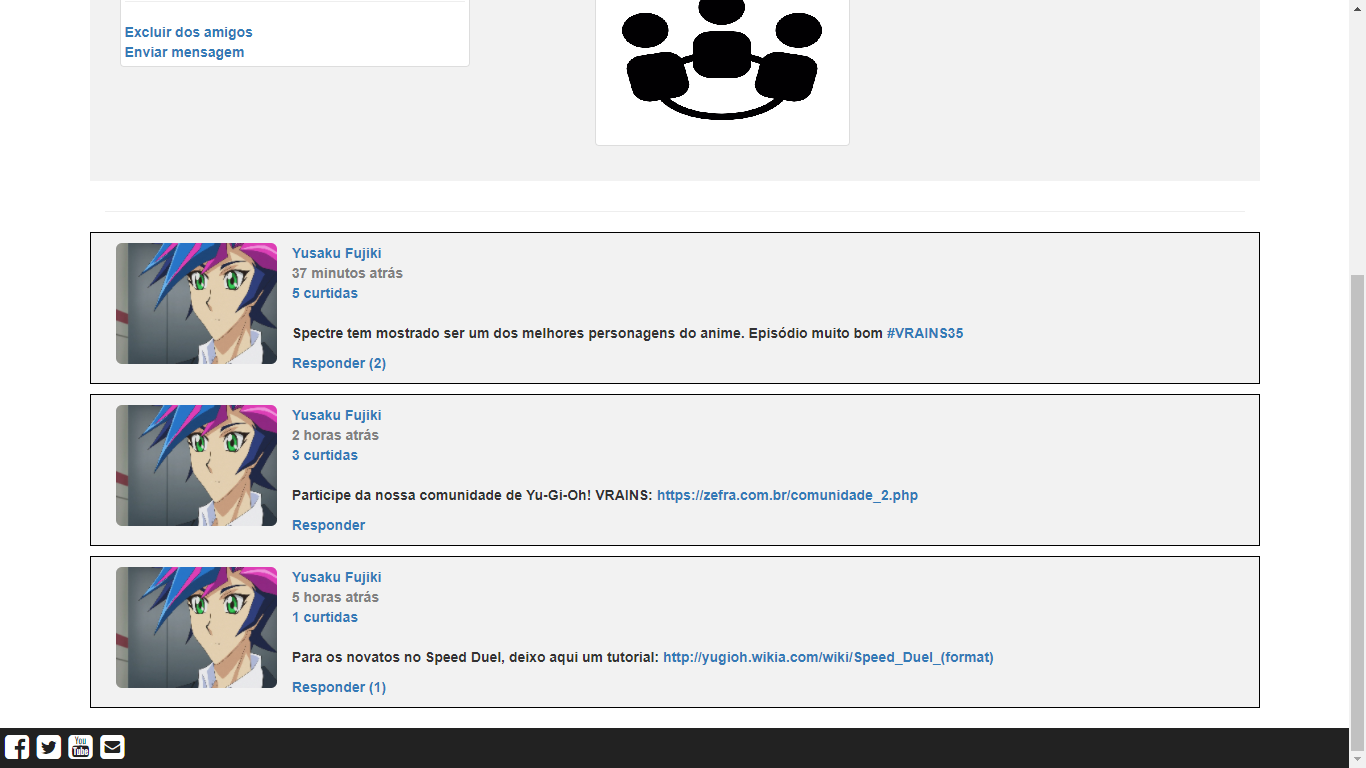 Excluir dos amigos
Enviar mensagem
Yusaku Fujiki
37 minutos atrás
5 curtidas
Spectre tem mostrado ser um dos melhores personagens do anime. Episódio muito bom #VRAINS35
Responder (2)
Yusaku Fujiki
2 horas atrás
3 curtidas
Participe da nossa comunidade de Yu-Gi-Oh! VRAINS: https://zefra.com.br/comunidade_2.php
Responder
Yusaku Fujiki
5 horas atrás
1 curtidas
Para os novatos no Speed Duel, deixo aqui um tutorial: http://yugioh.wikia.com/wiki/Speed_Duel_(format)
Responder (1)
You
Tube